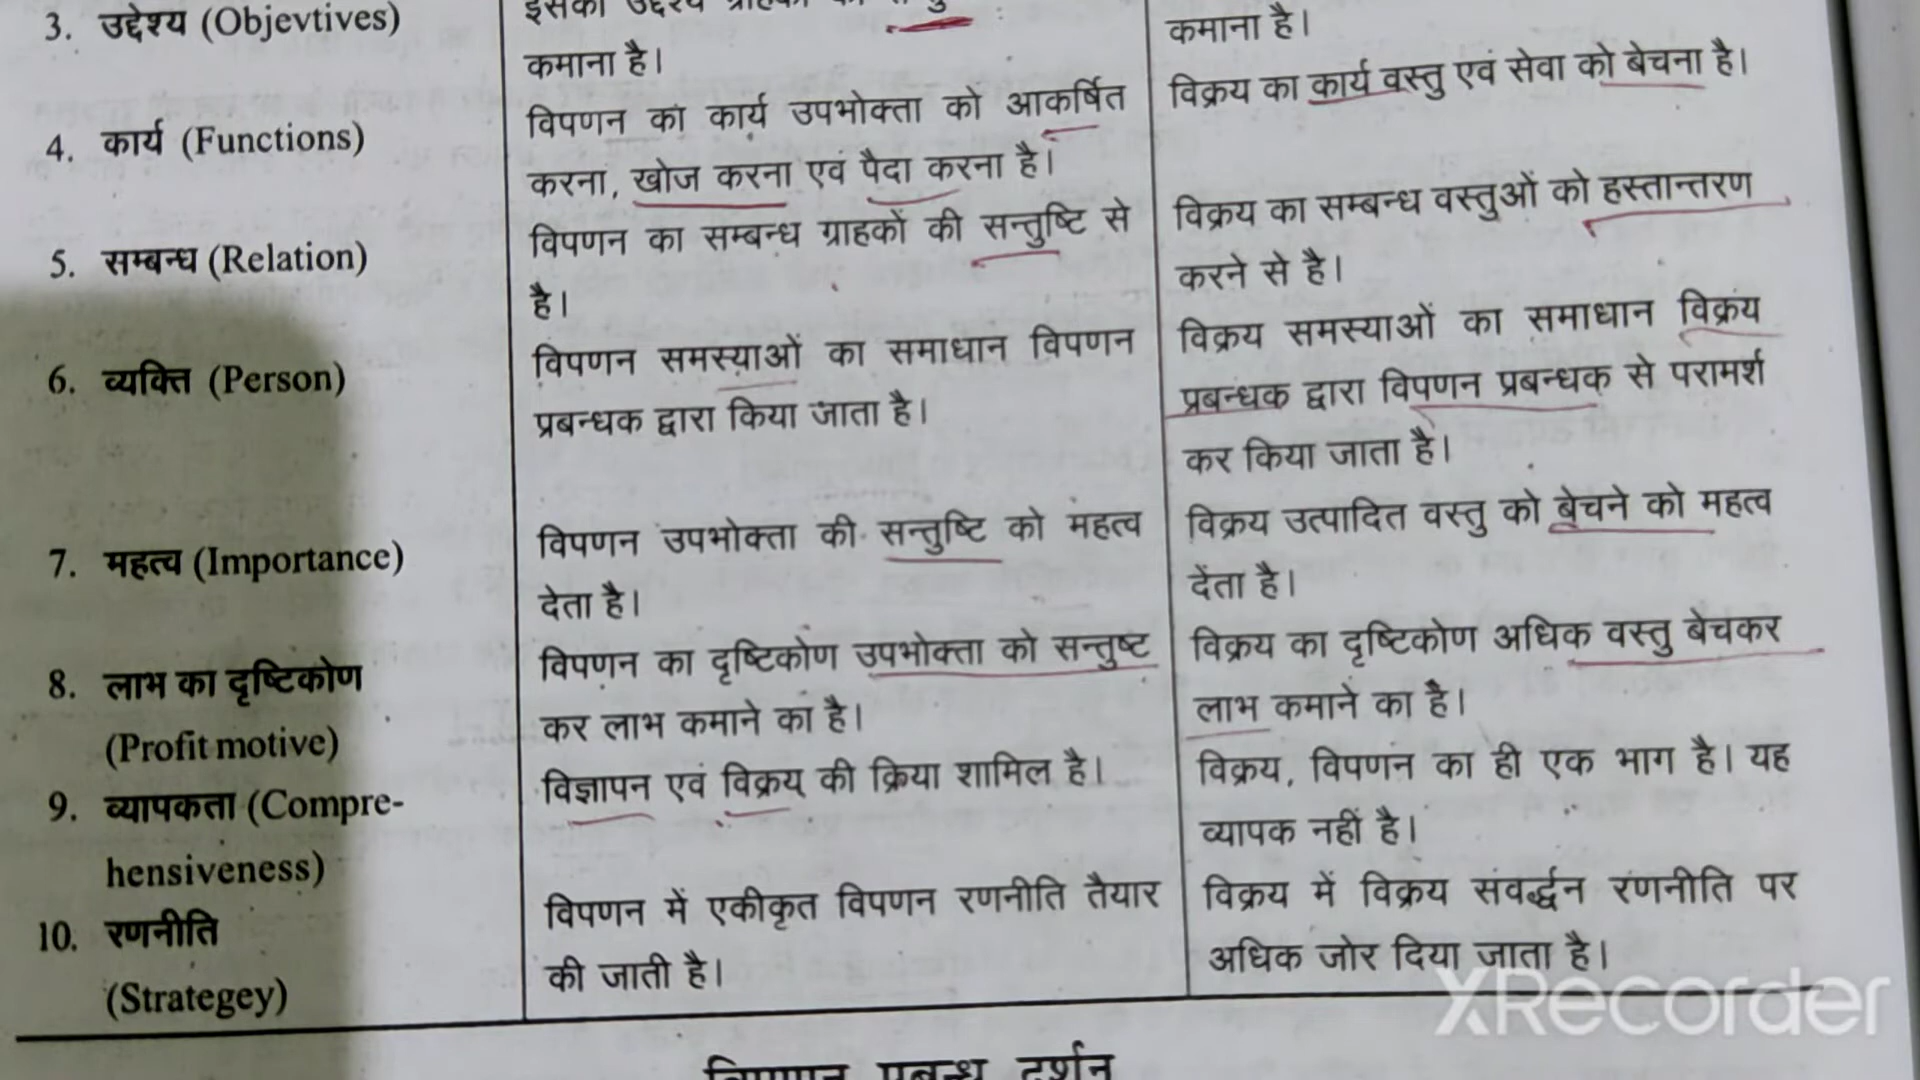 3. उद्देश्य (Objevtives)
कमाना है।
कमाना है।
4. कार्य (Functions)
विपणन का कार्य उपभोक्ता को आकर्षित
करना, खोज करना एवं पैदा करना है।
विक्रय का कार्य वस्तु एवं सेवा को बेचना है।
5. सम्बन्ध (Relation)
विपणन का सम्बन्ध ग्राहकों की सन्तुष्टि से
है।
विक्रय का सम्बन्ध वस्तुओं को हस्तान्तरण
करने से है।
6. व्यक्ति (Person)
विपणन समस्याओं का समाधान विपणन
प्रबन्धक द्वारा किया जाता है।
विक्रय समस्याओं का समाधान विक्रय
प्रबन्धक द्वारा विपणन प्रबन्धक से परामर्श
कर किया जाता है।
7. महत्व (Importance)
विपणन उपभोक्ता की सन्तुष्टि को महत्व
देता है।
विक्रय उत्पादित वस्तु को बेचने को महत्व
देता है।
8. लाभ का दृष्टिकोण
(Profit motive)
विपणन का दृष्टिकोण उपभोक्ता को सन्तुष्ट
कर लाभ कमाने का है।
विक्रय का दृष्टिकोण अधिक वस्तु बेचकर
लाभ कमाने का है।
9. व्यापकता (Compre-
hensiveness)
विज्ञापन एवं विक्रय की क्रिया शामिल है।
विक्रय, विपणन का ही एक भाग है। यह
व्यापक नहीं है।
10. रणनीति
(Strategey)
विपणन में एकीकृत विपणन रणनीति तैयार
की जाती है।
विक्रय में विक्रय संवर्द्धन रणनीति पर
अधिक जोर दिया जाता है।
XRecorder
विपणन प्रबन्ध दर्शन